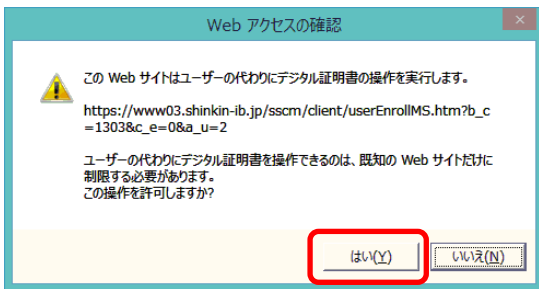 Web アクセスの確認
この Web サイトはユーザーの代わりにデジタル証明書の操作を実行します。
https://www03.shinkin-ib.jp/sscm/client/userEnrollMS.htm?b_c
=1303&c_e=0&a_u=2
ユーザーの代わりにデジタル証明書を操作できるのは、既知の Web サイトだけに
制限する必要があります。
この操作を許可しますか?
はい(Y) いいえ(N)